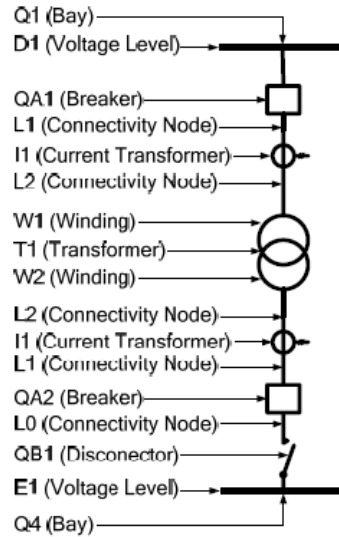 Q1 (Bay)
D1 (Voltage Level)
QA1 (Breaker)
L1 (Connectivity Node)
I1 (Current Transformer)
L2 (Connectivity Node)
W1 (Winding)
T1 (Transformer)
W2 (Winding)
L2 (Connectivity Node)
I1 (Current Transformer)
L1 (Connectivity Node)
QA2 (Breaker)
L0 (Connectivity Node)
QB1 (Disconector)
E1 (Voltage Level)
Q4 (Bay)